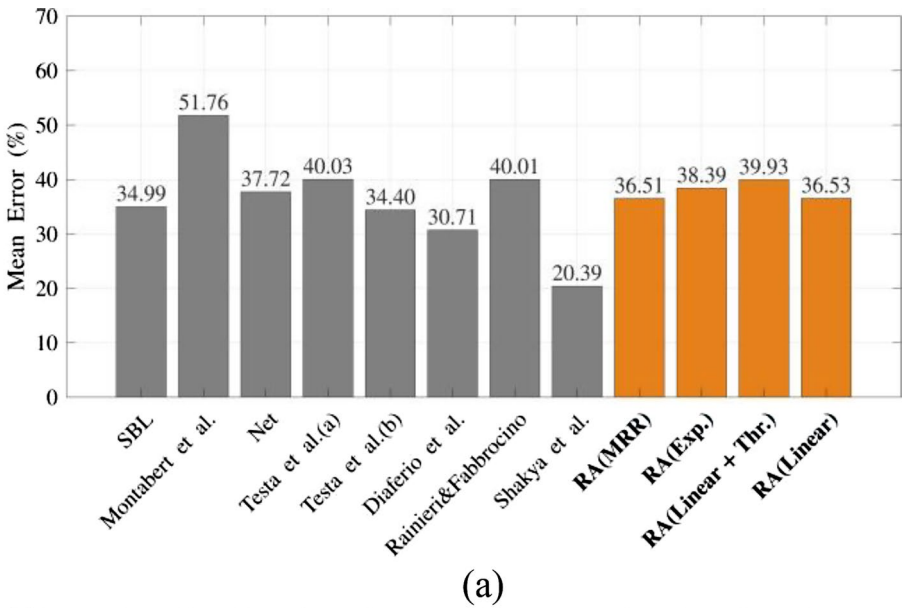 70
60
50
40
30
20
10
0
Mean Error (%)
34.99
51.76
37.72
40.03
34.40
30.71
40.01
20.39
36.51
38.39
39.93
36.53
SBL
Montabert et al.
Net
Testa et al.(a)
Testa et al.(b)
Diaferio et al.
Rainieri&Fabbrocino
Shakya et al.
RA(MRR)
RA(Exp.)
RA(Linear + Thr.)
RA(Linear)
(a)